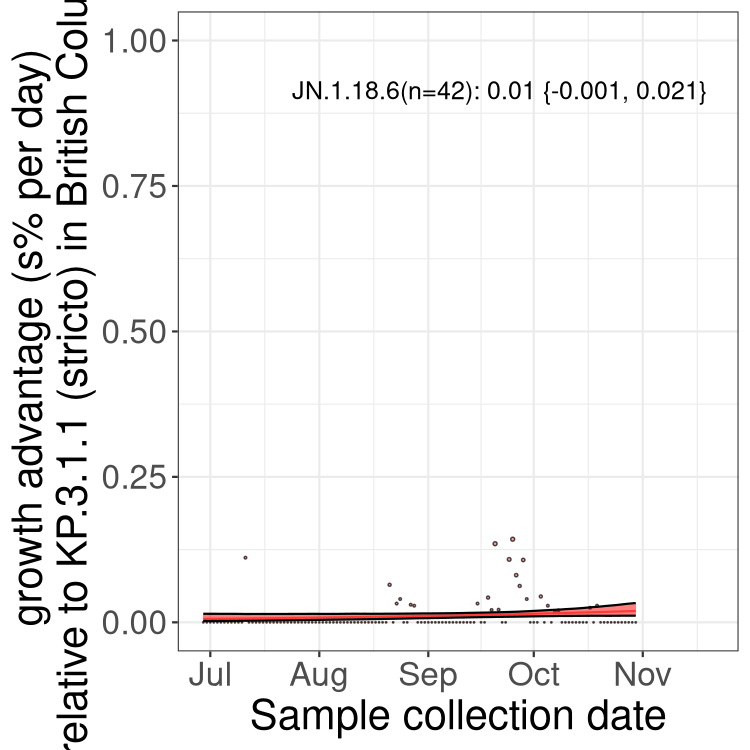 growth advantage (s% per day)
relative to KP.3.1.1 (stricto) in British Colu
1.00
0.75
0.50
0.25
0.00
JN.1.18.6(n=42): 0.01 {-0.001, 0.021}
Jul Aug Sep Oct Nov
Sample collection date